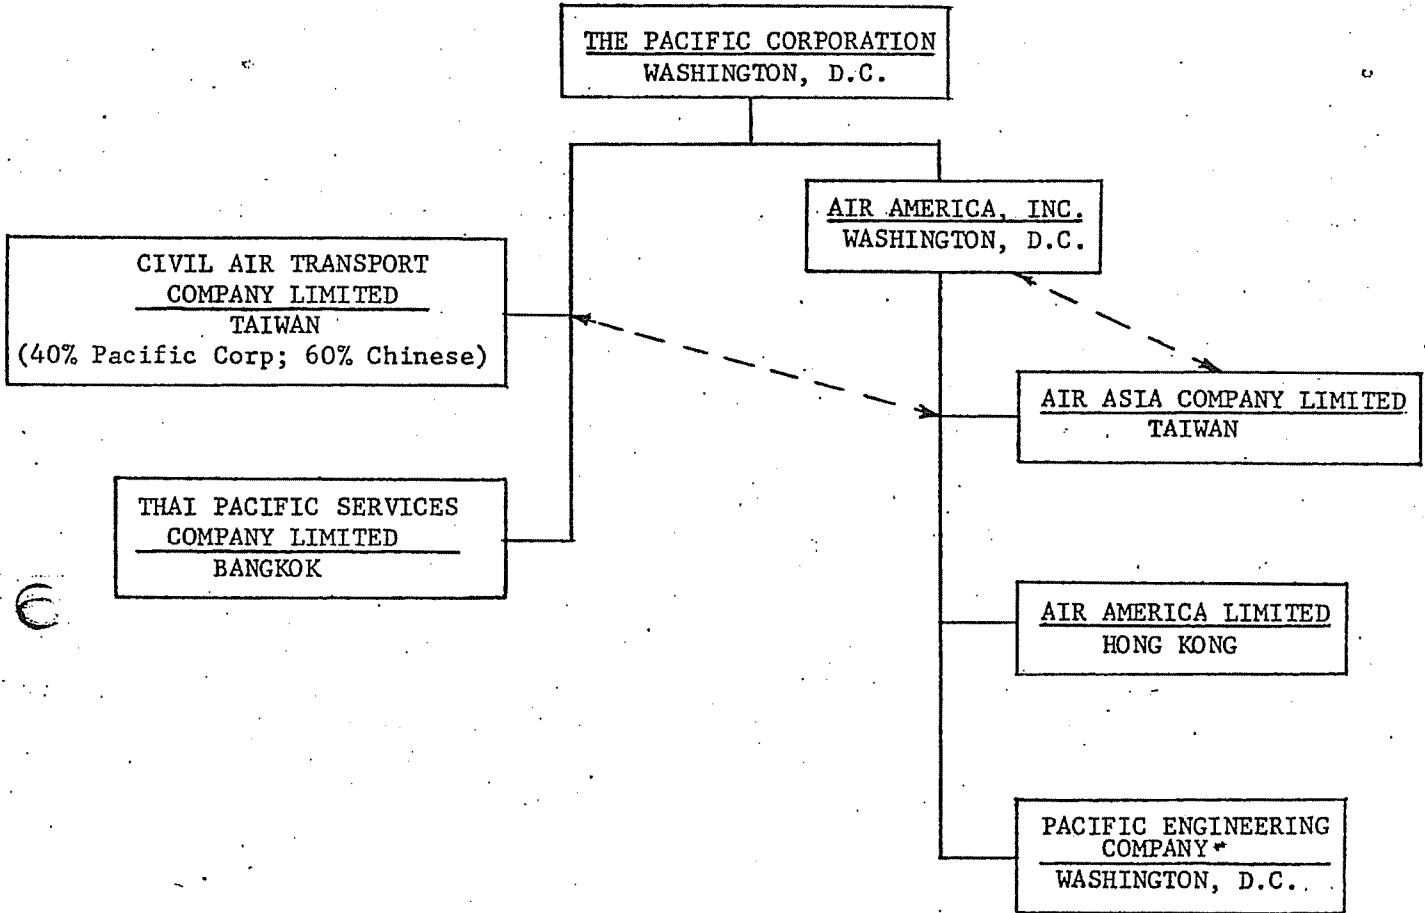 THE PACIFIC CORPORATION
WASHINGTON, D.C.
AIR AMERICA, INC.
WASHINGTON, D.C.
CIVIL AIR TRANSPORT
COMPANY LIMITED
TAIWAN
(40% Pacific Corp; 60% Chinese)
AIR ASIA COMPANY LIMITED
TAIWAN
THAI PACIFIC SERVICES
COMPANY LIMITED
BANGKOK
AIR AMERICA LIMITED
HONG KONG
PACIFIC ENGINEERING
COMPANY*
WASHINGTON, D.C.